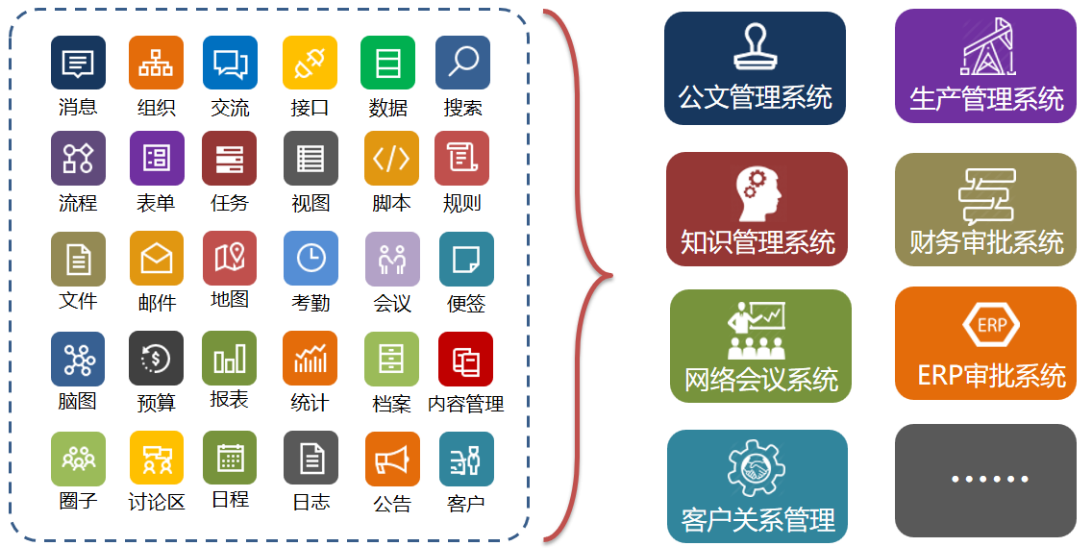 消息 组织 交流 接口 数据 搜索
流程 表单 任务 视图 脚本 规则
文件 邮件 地图 考勤 会议 便签
脑图 预算 报表 统计 档案 内容管理
圈子 讨论区 日程 日志 公告 客户
公文管理系统
生产管理系统
知识管理系统
财务审批系统
网络会议系统
ERP
ERP审批系统
客户关系管理
······